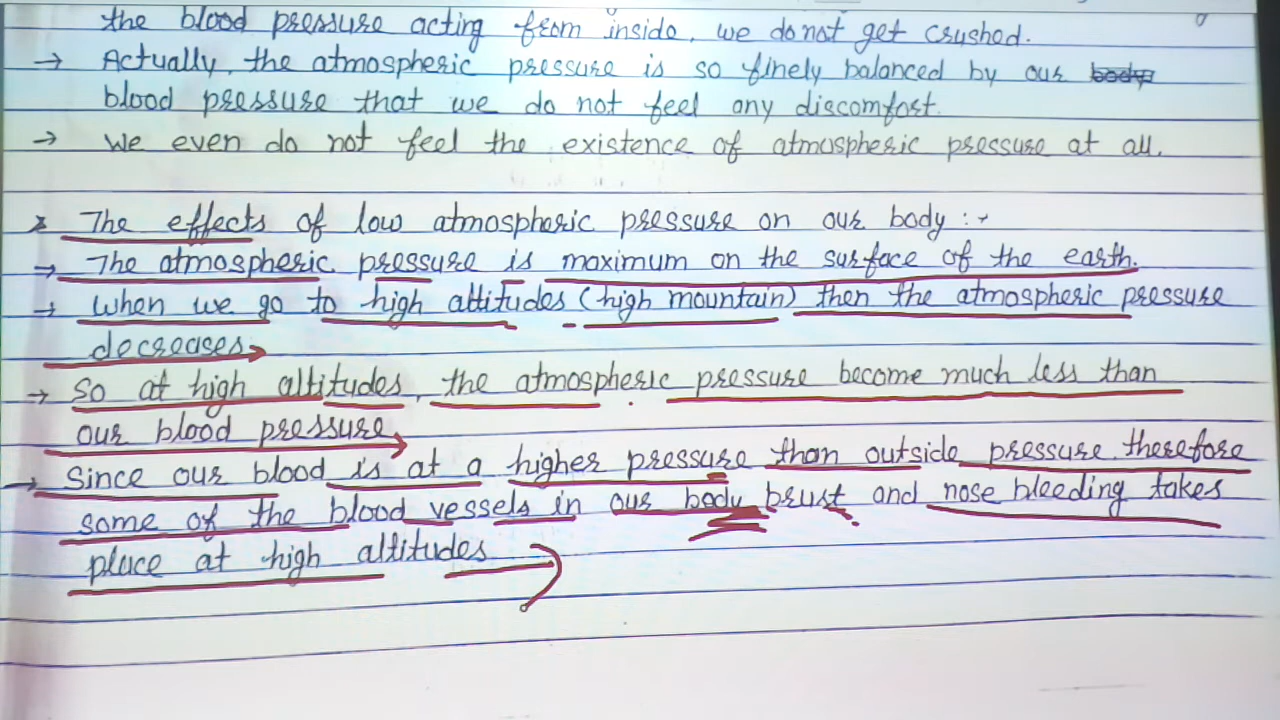 the blood pressure acting from inside, we do not get crushed.
→ Actually, the atmospheric pressure is so finely balanced by our body
blood pressure that we do not feel any discomfort.
→ We even do not feel the existence of atmospheric pressure at all.
* The effects of low atmospheric pressure on our body :-
→ The atmospheric pressure is maximum on the surface of the earth.
→ When we go to high altitudes (high mountain) then the atmospheric pressure
decreases.
→ So at high altitudes, the atmospheric pressure become much less than
our blood pressure.
→ Since our blood is at a higher pressure than outside pressure therefore
some of the blood vessels in our body brust and nose bleeding takes
place at high altitudes